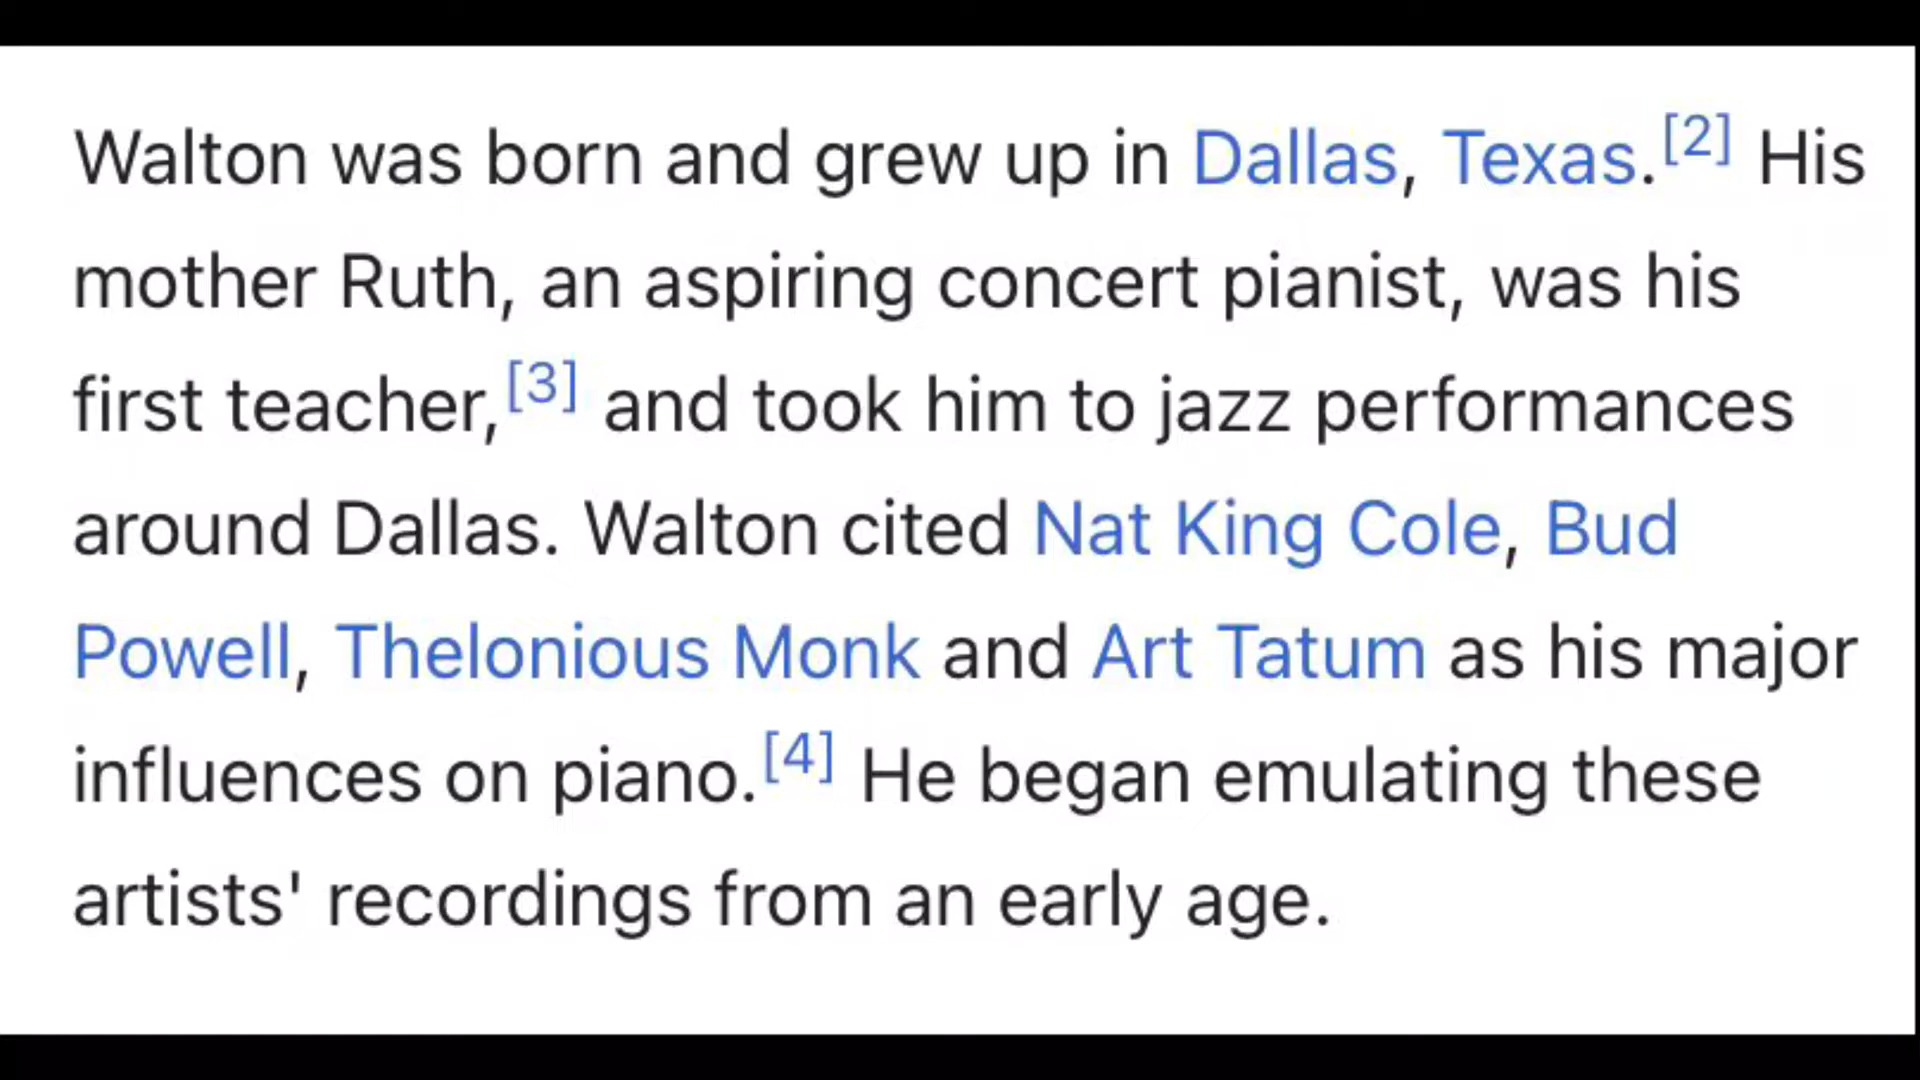 Walton was born and grew up in Dallas, Texas.[2] His
mother Ruth, an aspiring concert pianist, was his
first teacher,[3] and took him to jazz performances
around Dallas. Walton cited Nat King Cole, Bud
Powell, Thelonious Monk and Art Tatum as his major
influences on piano.[4] He began emulating these
artists' recordings from an early age.